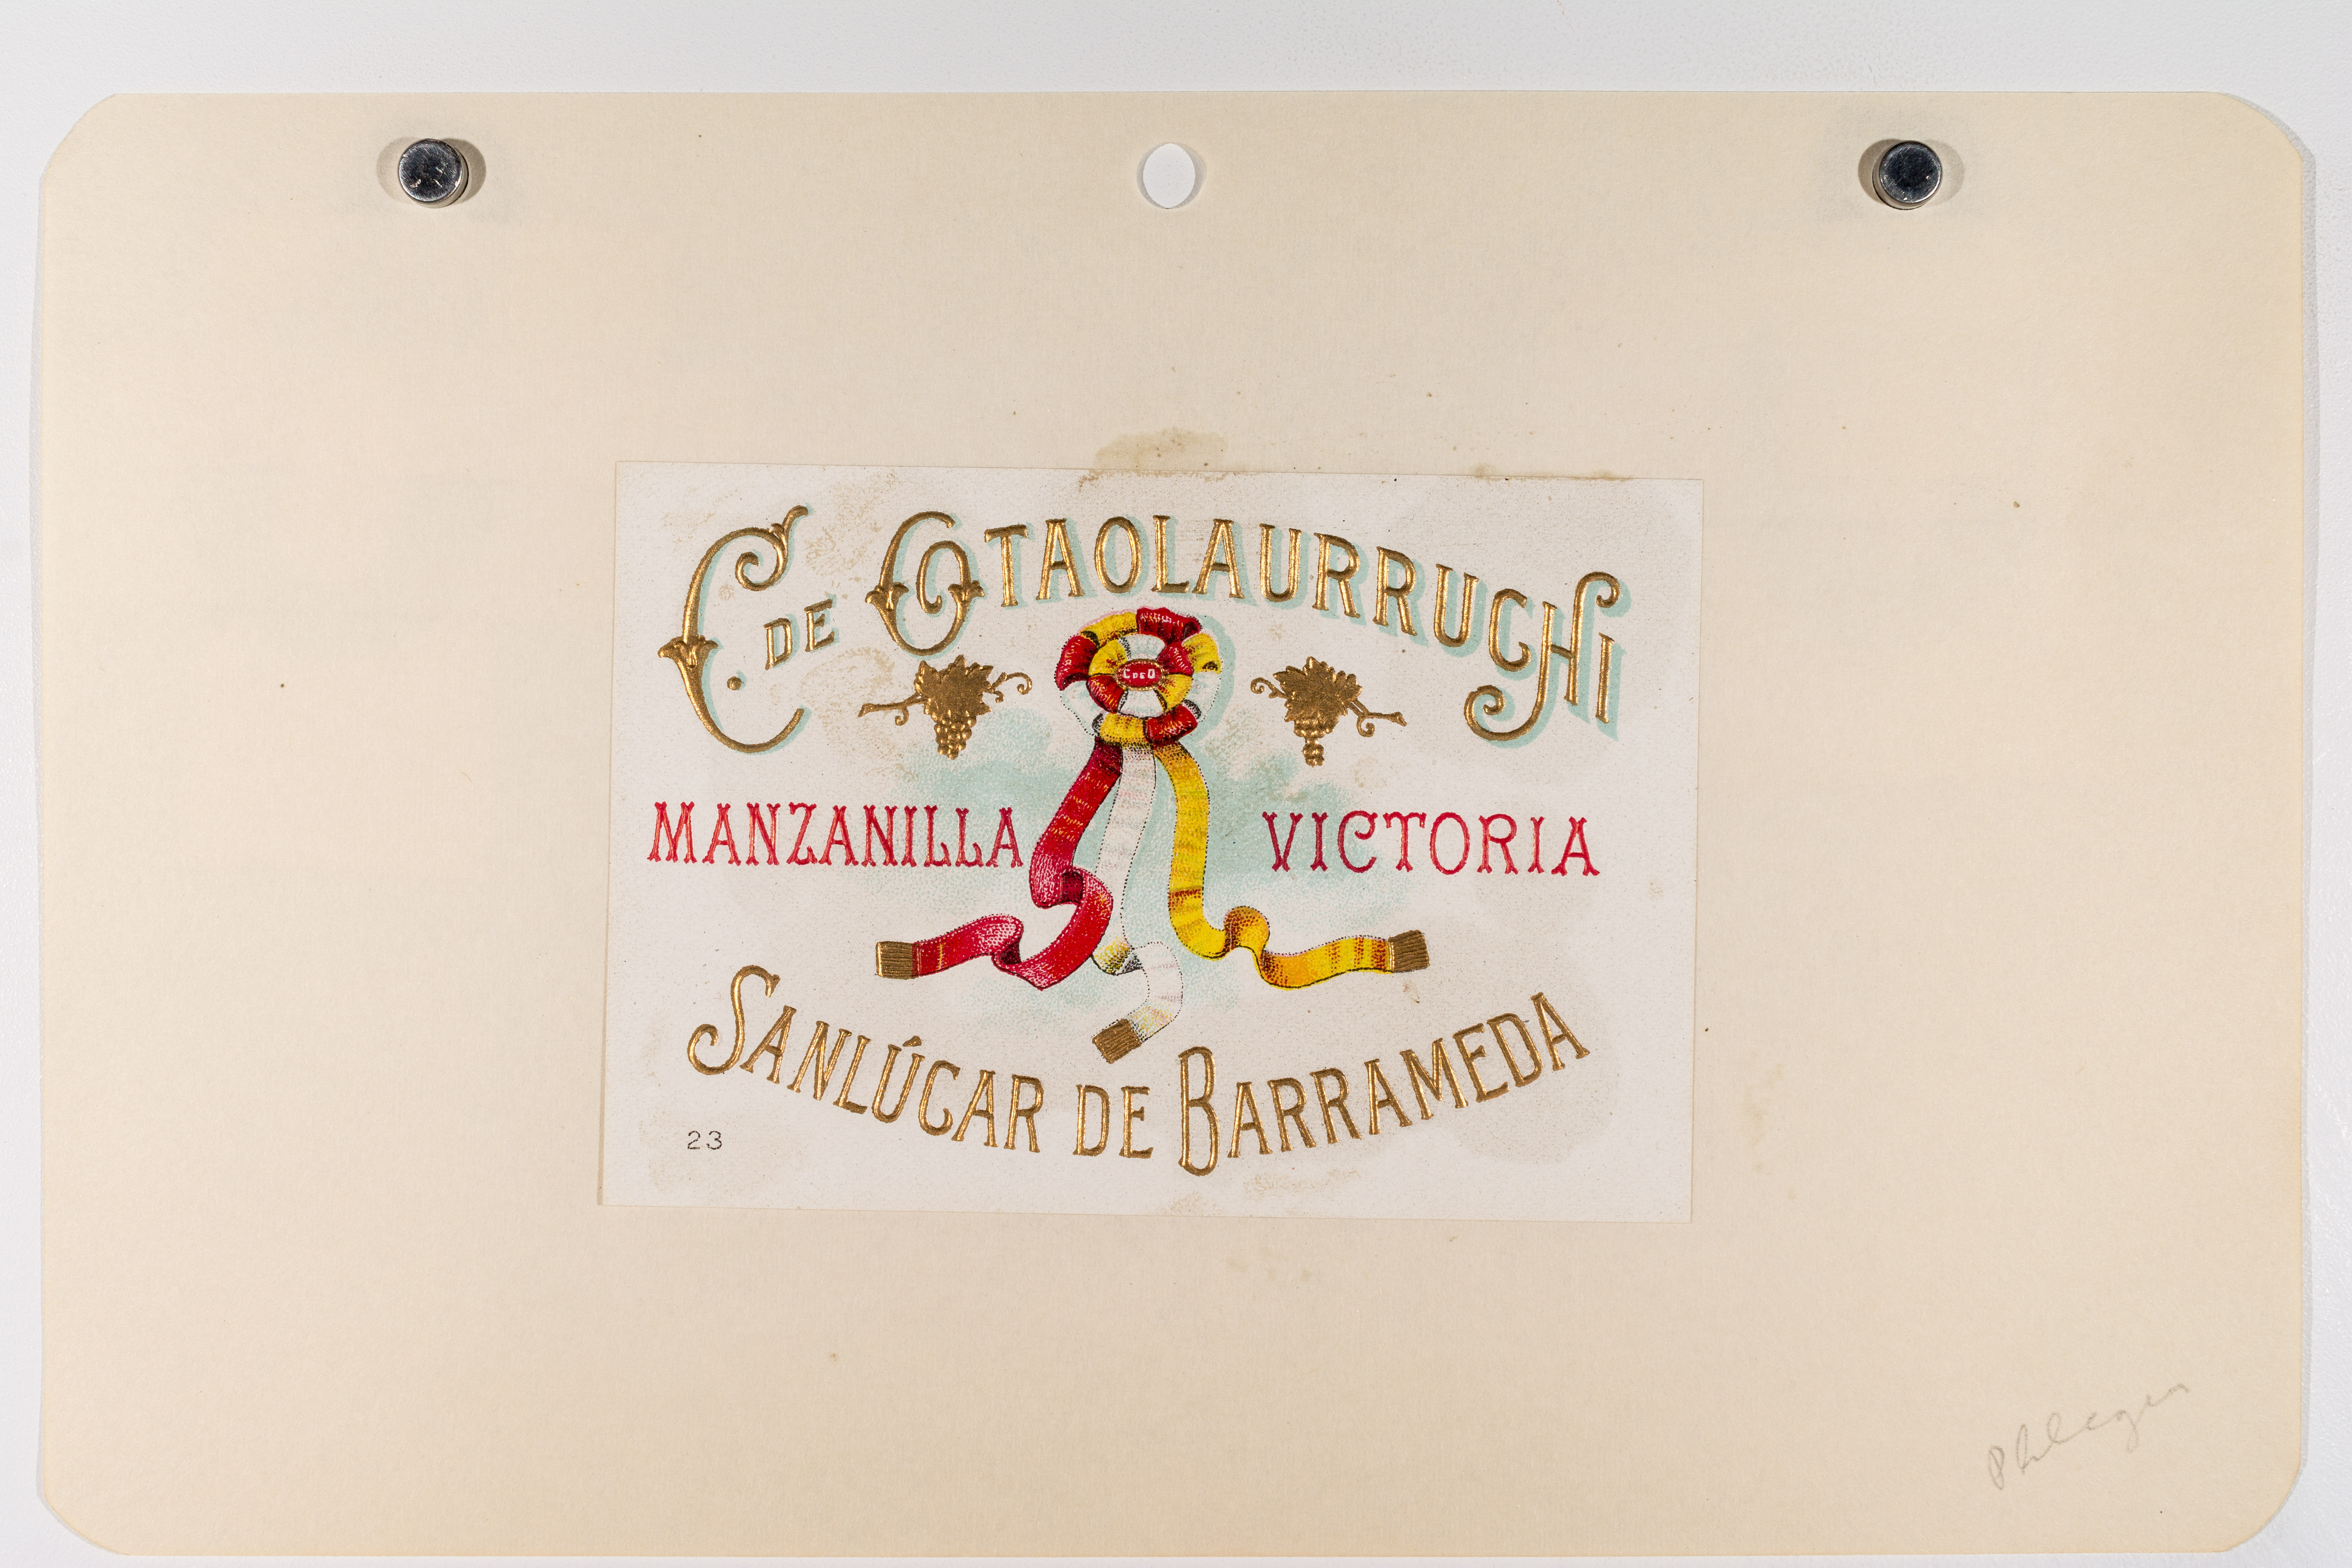 C. DE OTAOLAURRUCHI
C DE O
MANZANILLA VICTORIA
SANLÚCAR DE BARRAMEDA
23